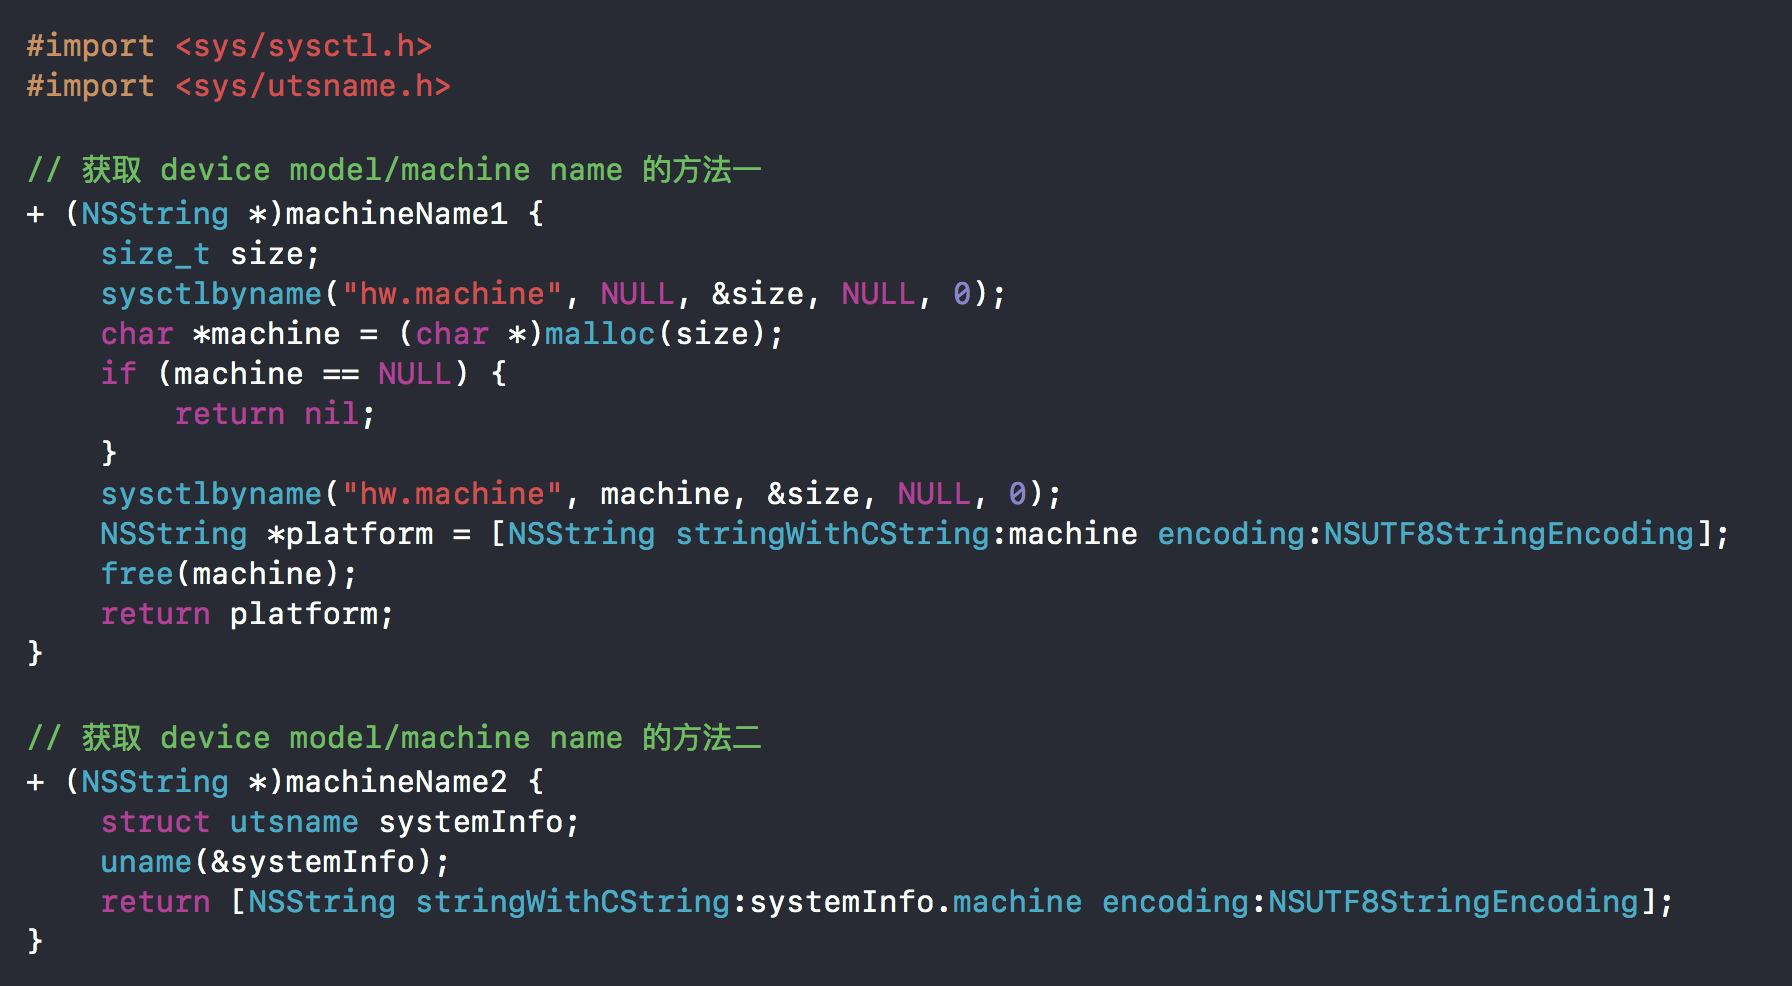 #import <sys/sysctl.h>
#import <sys/utsname.h>

// 获取 device model/machine name 的方法一
+ (NSString *)machineName1 {
    size_t size;
    sysctlbyname("hw.machine", NULL, &size, NULL, 0);
    char *machine = (char *)malloc(size);
    if (machine == NULL) {
        return nil;
    }
    sysctlbyname("hw.machine", machine, &size, NULL, 0);
    NSString *platform = [NSString stringWithCString:machine encoding:NSUTF8StringEncoding];
    free(machine);
    return platform;
}

// 获取 device model/machine name 的方法二
+ (NSString *)machineName2 {
    struct utsname systemInfo;
    uname(&systemInfo);
    return [NSString stringWithCString:systemInfo.machine encoding:NSUTF8StringEncoding];
}